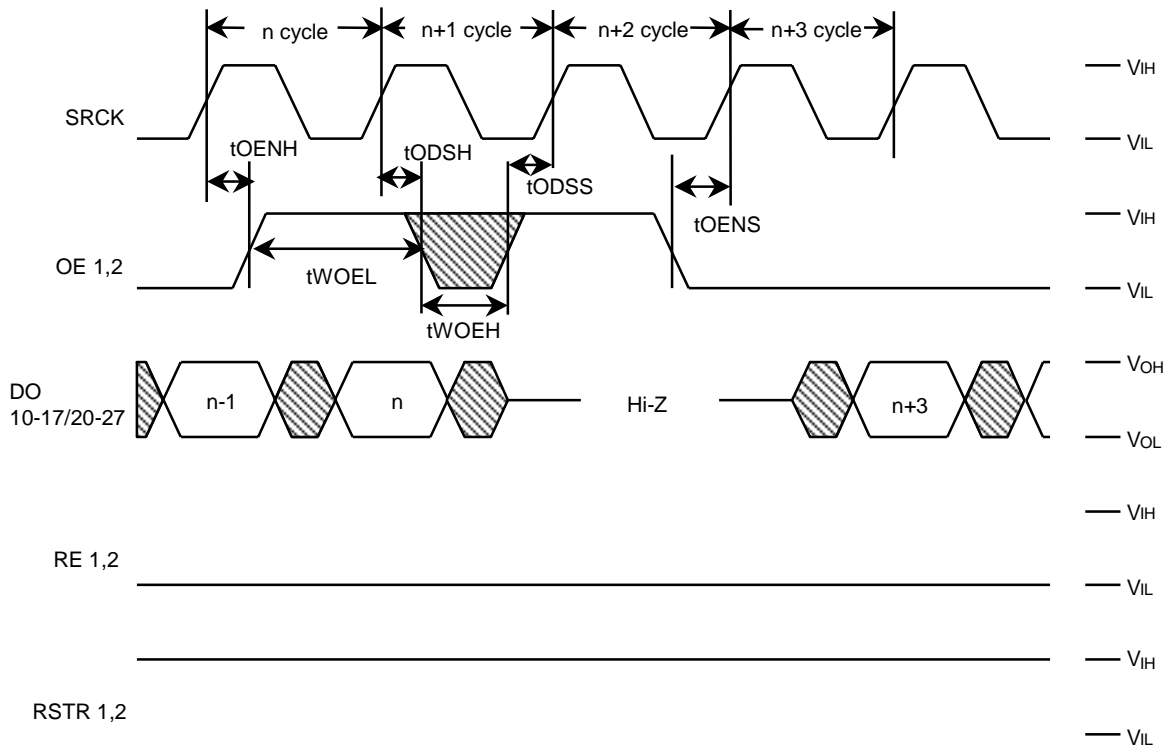 n cycle n+1 cycle n+2 cycle n+3 cycle
VIH
SRCK
VIL
tOENH tODSH
tODSS
tOENS
VIH
OE 1,2
tWOEL
VIL
tWOEH
VOH
DO
10-17/20-27
n-1 n Hi-Z n+3
VOL
VIH
RE 1,2
VIL
VIH
RSTR 1,2
VIL